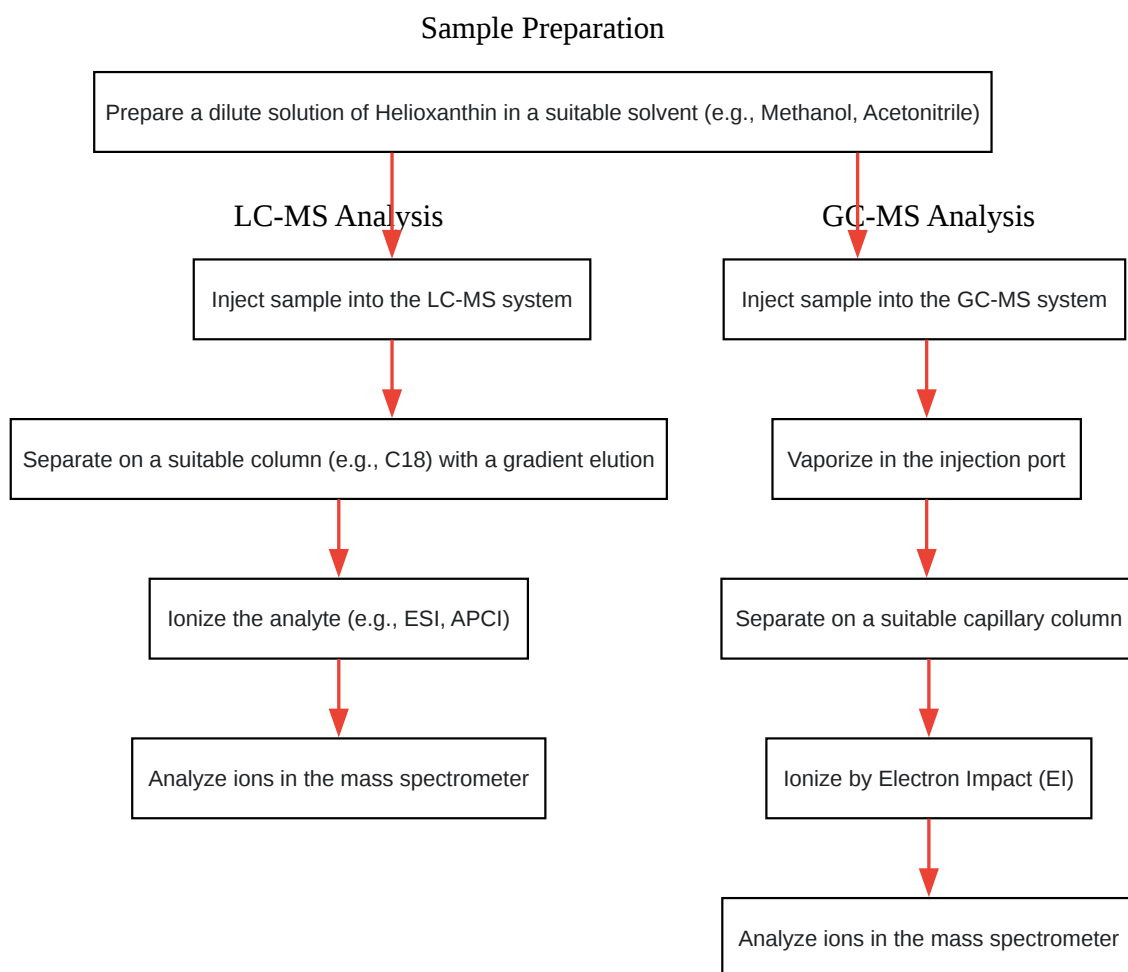 Sample Preparation
Prepare a dilute solution of Helioxanthin in a suitable solvent (e.g., Methanol, Acetonitrile)
LC-MS Analysis
Inject sample into the LC-MS system
Separate on a suitable column (e.g., C18) with a gradient elution
Ionize the analyte (e.g., ESI, APCI)
Analyze ions in the mass spectrometer
GC-MS Analysis
Inject sample into the GC-MS system
Vaporize in the injection port
Separate on a suitable capillary column
Ionize by Electron Impact (EI)
Analyze ions in the mass spectrometer